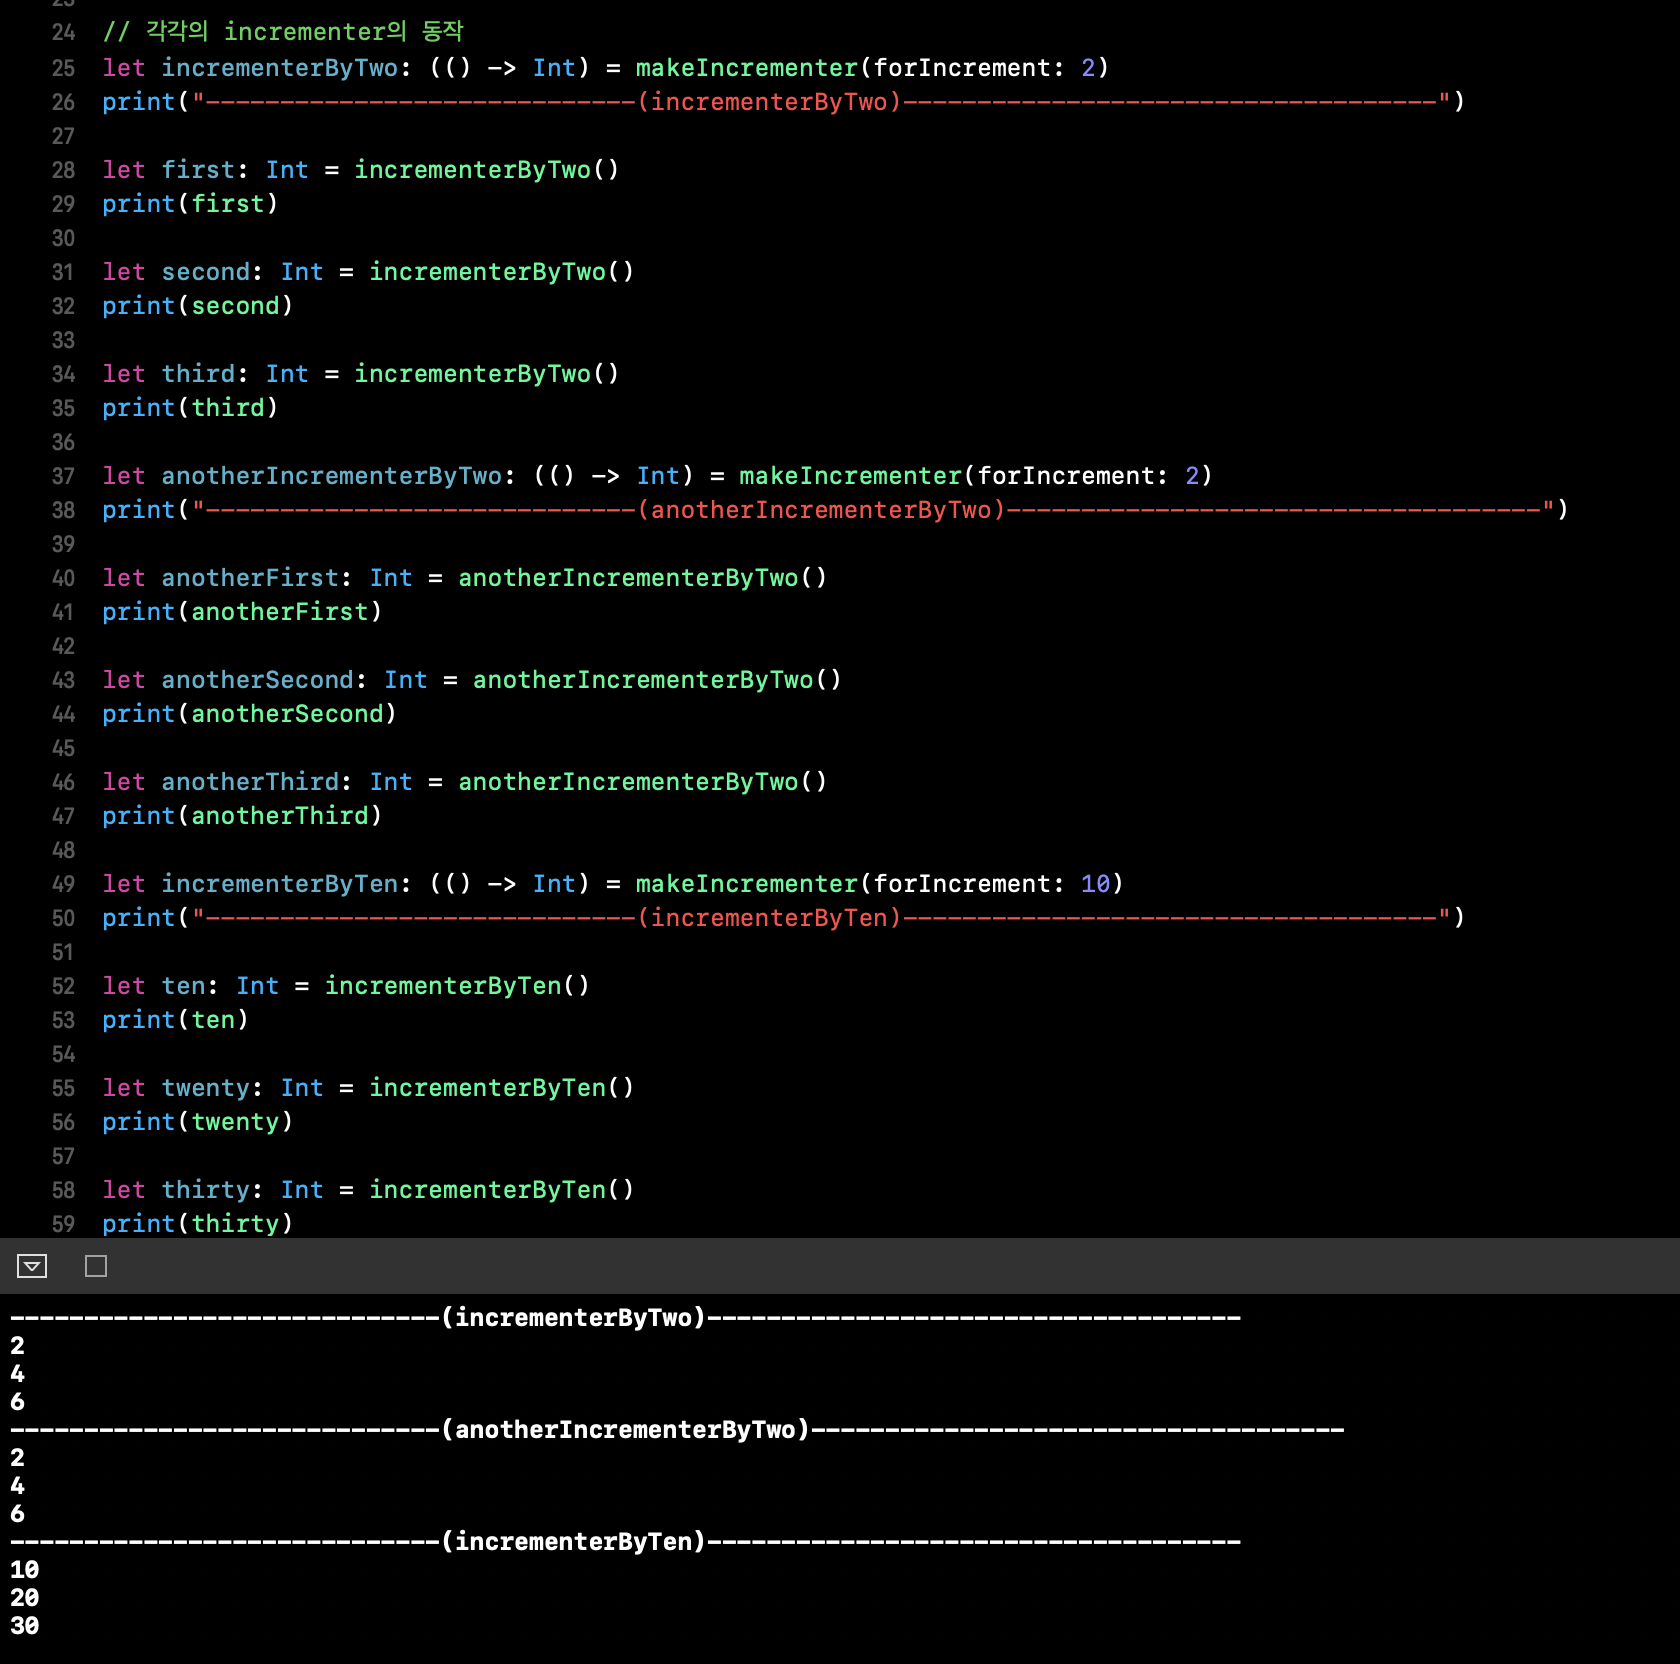 23
24 // 각각의 incrementer의 동작
25 let incrementerByTwo: (() -> Int) = makeIncrementer(forIncrement: 2)
26 print("-----------------------------(incrementerByTwo)------------------------------------")
27
28 let first: Int = incrementerByTwo()
29 print(first)
30
31 let second: Int = incrementerByTwo()
32 print(second)
33
34 let third: Int = incrementerByTwo()
35 print(third)
36
37 let anotherIncrementerByTwo: (() -> Int) = makeIncrementer(forIncrement: 2)
38 print("-----------------------------(anotherIncrementerByTwo)------------------------------------")
39
40 let anotherFirst: Int = anotherIncrementerByTwo()
41 print(anotherFirst)
42
43 let anotherSecond: Int = anotherIncrementerByTwo()
44 print(anotherSecond)
45
46 let anotherThird: Int = anotherIncrementerByTwo()
47 print(anotherThird)
48
49 let incrementerByTen: (() -> Int) = makeIncrementer(forIncrement: 10)
50 print("-----------------------------(incrementerByTen)------------------------------------")
51
52 let ten: Int = incrementerByTen()
53 print(ten)
54
55 let twenty: Int = incrementerByTen()
56 print(twenty)
57
58 let thirty: Int = incrementerByTen()
59 print(thirty)
-----------------------------(incrementerByTwo)------------------------------------
2
4
6
-----------------------------(anotherIncrementerByTwo)------------------------------------
2
4
6
-----------------------------(incrementerByTen)------------------------------------
10
20
30